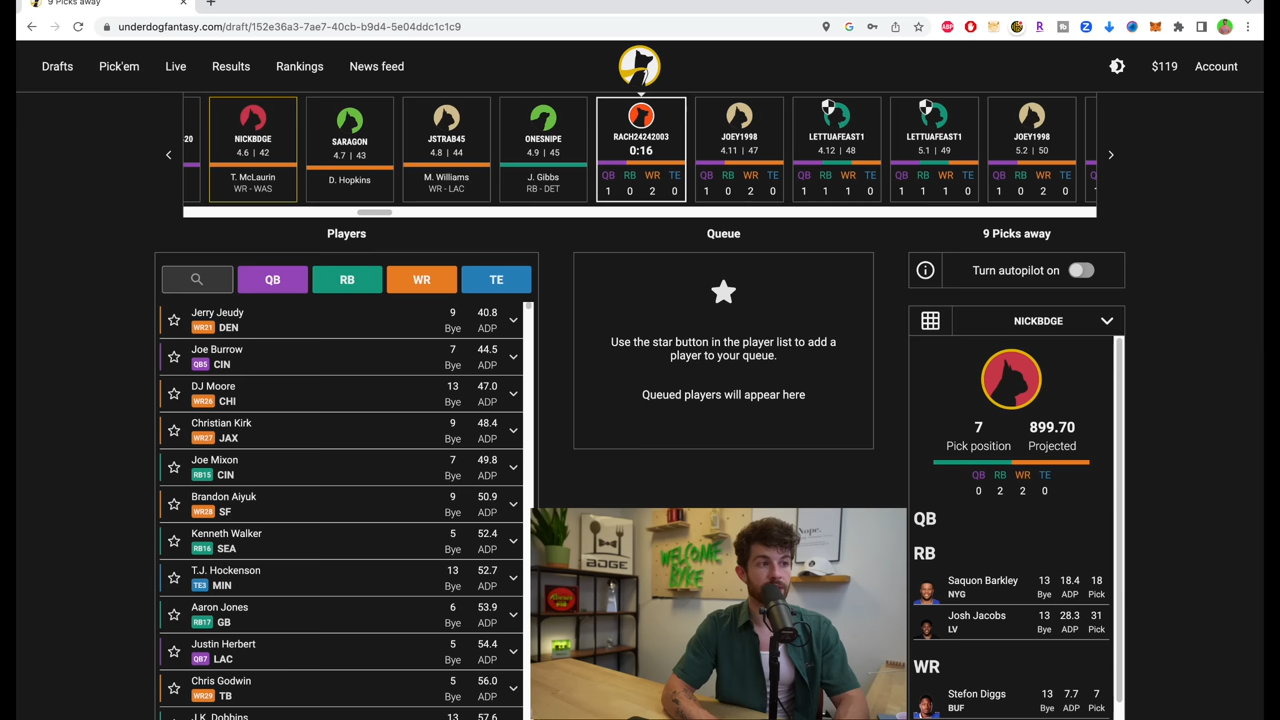 9 Picks away
underdogfantasy.com/draft/152e36a3-7ae7-40cb-b9d4-5e04ddc1c1c9
Drafts
Pick'em
Live
Results
Rankings
News feed
$119
Account
20
NICKBDGE
4.6 | 42
T. McLaurin
WR - WAS
SARAGON
4.7 | 43
D. Hopkins
JSTRAB45
4.8 | 44
M. Williams
WR - LAC
ONESNIPE
4.9 | 45
J. Gibbs
RB - DET
RACH24242003
0:16
QB RB WR TE
1 0 2 0
JOEY1998
4.11 | 47
QB RB WR TE
1 0 2 0
LETTUAFEAST1
4.12 | 48
QB RB WR TE
1 1 1 0
LETTUAFEAST1
5.1 | 49
QB RB WR TE
1 1 1 0
JOEY1998
5.2 | 50
QB RB WR TE
1 0 2 0
Players
QB
RB
WR
TE
Jerry Jeudy 9 40.8
WR21 DEN Bye ADP
Joe Burrow 7 44.5
QB5 CIN Bye ADP
DJ Moore 13 47.0
WR26 CHI Bye ADP
Christian Kirk 9 48.4
WR27 JAX Bye ADP
Joe Mixon 7 49.8
RB15 CIN Bye ADP
Brandon Aiyuk 9 50.9
WR28 SF Bye ADP
Kenneth Walker 5 52.4
RB16 SEA Bye ADP
T.J. Hockenson 13 52.7
TE3 MIN Bye ADP
Aaron Jones 6 53.9
RB17 GB Bye ADP
Justin Herbert 5 54.4
QB7 LAC Bye ADP
Chris Godwin 5 56.0
WR29 TB Bye ADP
J.K. Dobbins 13 57.6
Queue
Use the star button in the player list to add a
player to your queue.
Queued players will appear here
BDGE
WELCOME
BYKE
Nope.
9 Picks away
Turn autopilot on
NICKBDGE
7 899.70
Pick position Projected
QB RB WR TE
0 2 2 0
QB
RB
Saquon Barkley 13 18.4 18
NYG Bye ADP Pick
Josh Jacobs 13 28.3 31
LV Bye ADP Pick
WR
Stefon Diggs 13 7.7 7
BUF Bye ADP Pick